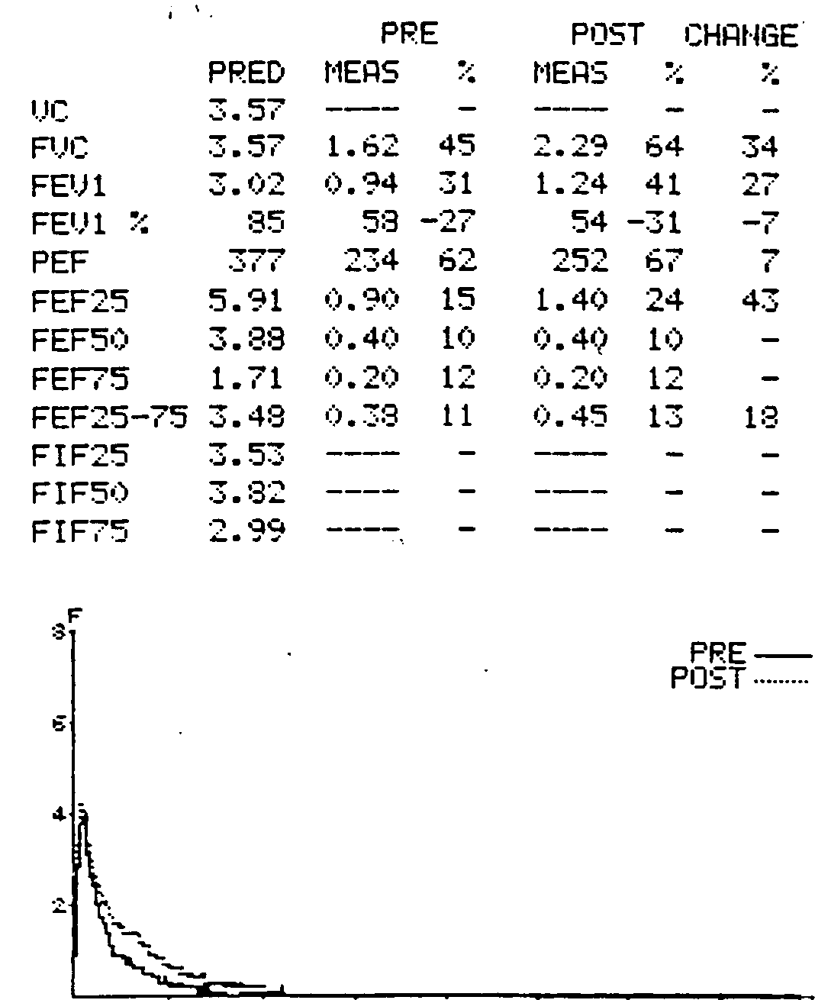 PRE POST CHANGE
PRED MEAS % MEAS % %
VC 3.57 ---- - ---- - -
FVC 3.57 1.62 45 2.29 64 34
FEV1 3.02 0.94 31 1.24 41 27
FEV1 % 85 58 -27 54 -31 -7
PEF 377 234 62 252 67 7
FEF25 5.91 0.90 15 1.40 24 43
FEF50 3.88 0.40 10 0.40 10 -
FEF75 1.71 0.20 12 0.20 12 -
FEF25-75 3.48 0.38 11 0.45 13 18
FIF25 3.53 ---- - ---- - -
FIF50 3.82 ---- - ---- - -
FIF75 2.99 ---- - ---- - -
F
8
PRE
POST
6
4
2